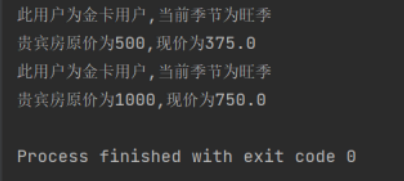 此用户为金卡用户,当前季节为旺季
贵宾房原价为500,现价为375.0
此用户为金卡用户,当前季节为旺季
贵宾房原价为1000,现价为750.0
Process finished with exit code 0